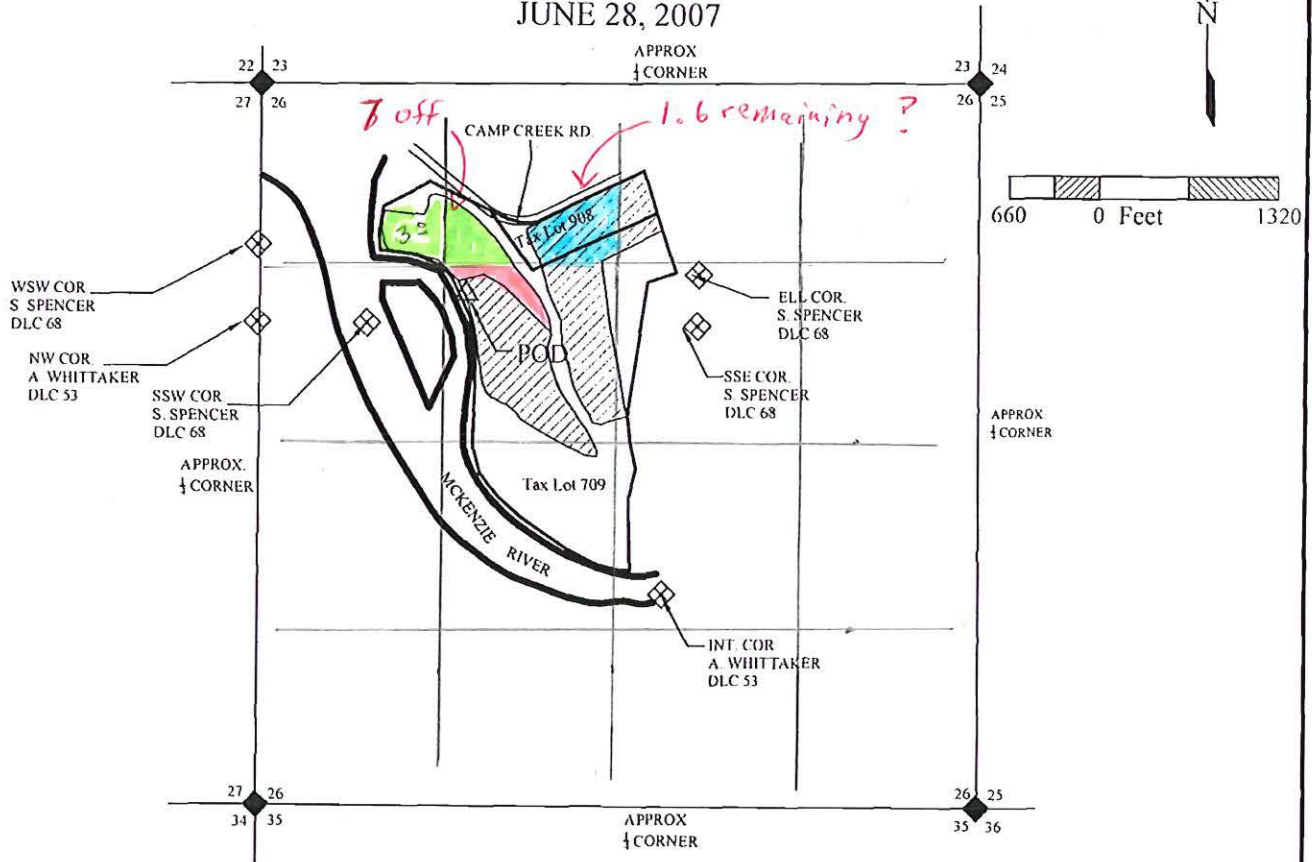 JUNE 28, 2007
N
APPROX
¼ CORNER
22 23
27 26
23 24
26 25
7 off
CAMP CREEK RD.
1.6 remaining ?
660 0 Feet 1320
Tax Lot 908
WSW COR
S SPENCER
DLC 68
NW COR
A WHITTAKER
DLC 53
SSW COR
S. SPENCER
DLC 68
POD
ELL COR.
S. SPENCER
DLC 68
SSE COR.
S. SPENCER
DLC 68
APPROX.
¼ CORNER
APPROX
¼ CORNER
Tax Lot 709
MCKENZIE RIVER
INT. COR
A. WHITTAKER
DLC 53
27 26
34 35
26 25
35 36
APPROX
¼ CORNER